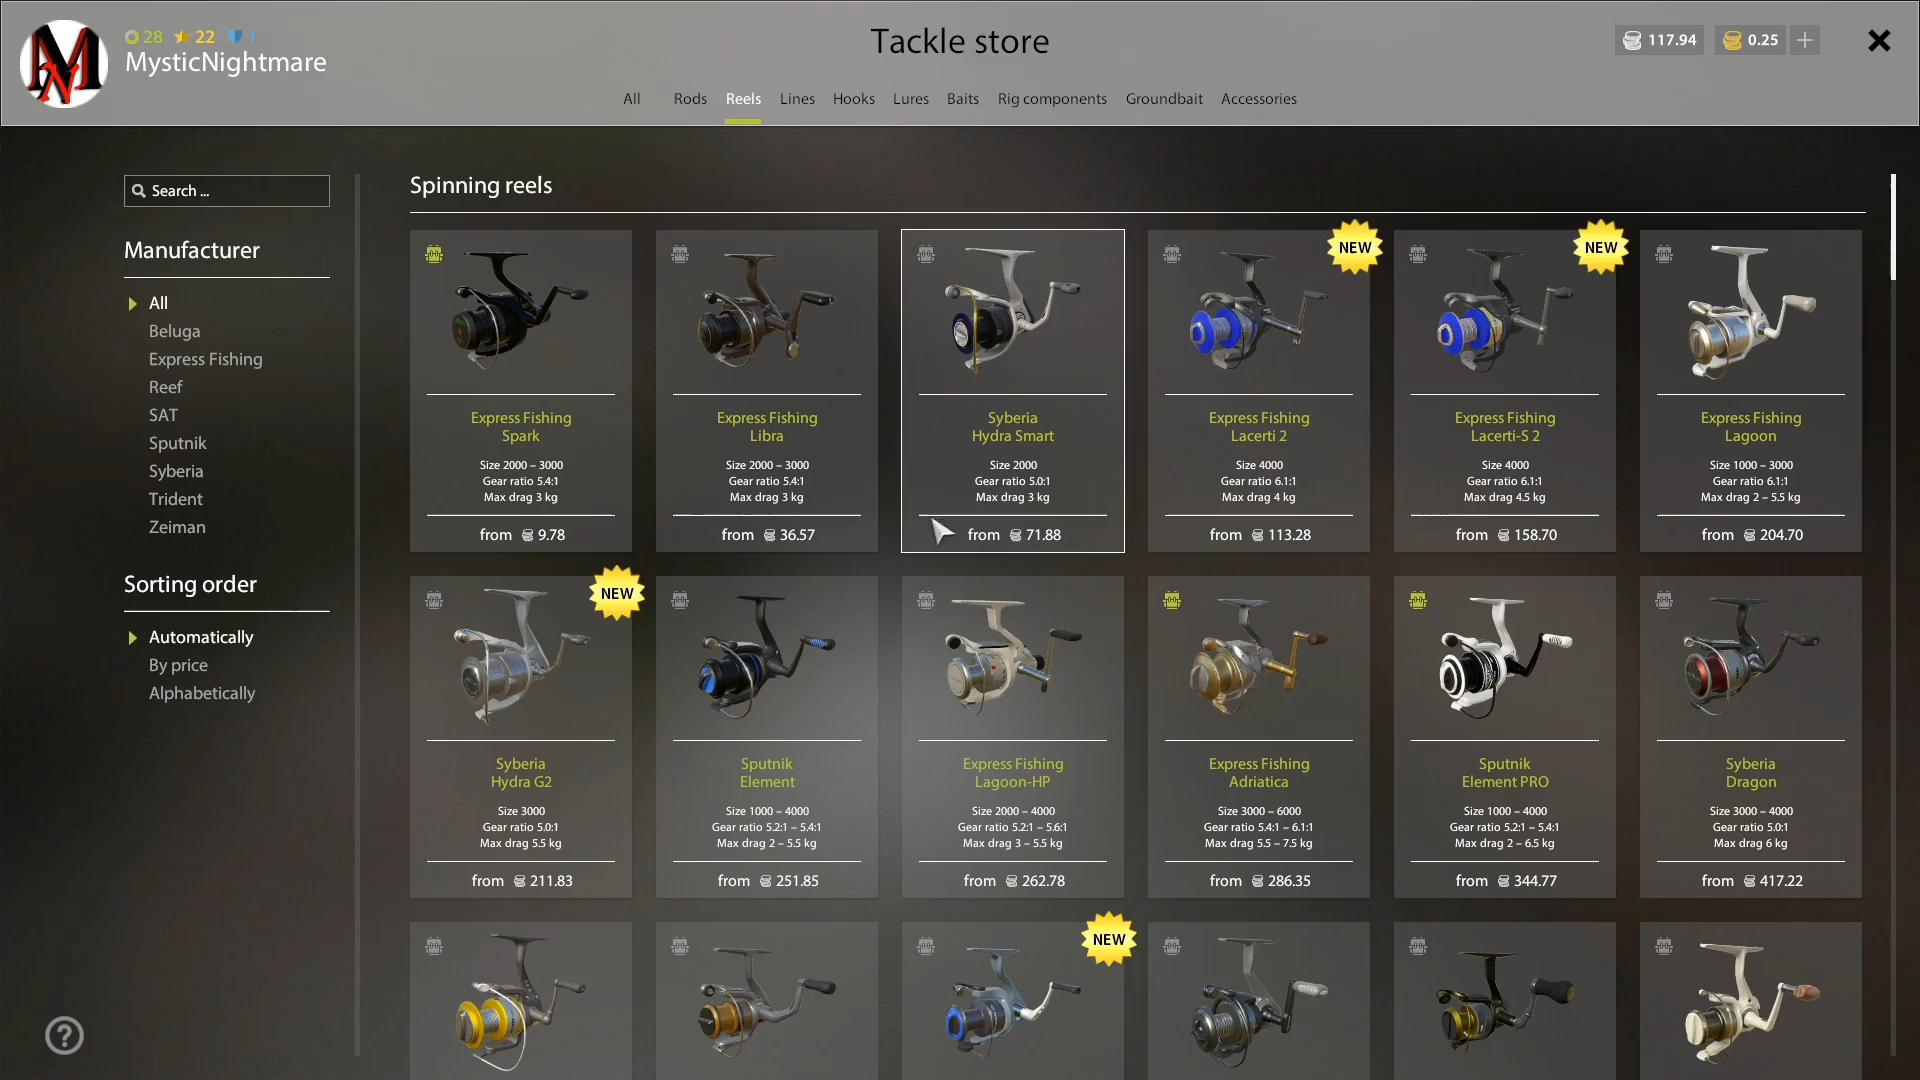 28 22 1
MysticNightmare
Tackle store
117.94 0.25
All Rods Reels Lines Hooks Lures Baits Rig components Groundbait Accessories
Search ...
Manufacturer
All
Beluga
Express Fishing
Reef
SAT
Sputnik
Syberia
Trident
Zeiman
Sorting order
Automatically
By price
Alphabetically
Spinning reels
Express Fishing
Spark
Size 2000 – 3000
Gear ratio 5.4:1
Max drag 3 kg
from 9.78
Express Fishing
Libra
Size 2000 – 3000
Gear ratio 5.4:1
Max drag 3 kg
from 36.57
Syberia
Hydra Smart
Size 2000
Gear ratio 5.0:1
Max drag 3 kg
from 71.88
NEW
Express Fishing
Lacerti 2
Size 4000
Gear ratio 6.1:1
Max drag 4 kg
from 113.28
NEW
Express Fishing
Lacerti-S 2
Size 4000
Gear ratio 6.1:1
Max drag 4.5 kg
from 158.70
Express Fishing
Lagoon
Size 1000 – 3000
Gear ratio 6.1:1
Max drag 2 – 5.5 kg
from 204.70
NEW
Syberia
Hydra G2
Size 3000
Gear ratio 5.0:1
Max drag 5.5 kg
from 211.83
Sputnik
Element
Size 1000 – 4000
Gear ratio 5.2:1 – 5.4:1
Max drag 2 – 5.5 kg
from 251.85
Express Fishing
Lagoon-HP
Size 2000 – 4000
Gear ratio 5.2:1 – 5.6:1
Max drag 3 – 5.5 kg
from 262.78
Express Fishing
Adriatica
Size 3000 – 6000
Gear ratio 5.4:1 – 6.1:1
Max drag 5.5 – 7.5 kg
from 286.35
Sputnik
Element PRO
Size 1000 – 4000
Gear ratio 5.2:1 – 5.4:1
Max drag 2 – 6.5 kg
from 344.77
Syberia
Dragon
Size 3000 – 4000
Gear ratio 5.0:1
Max drag 6 kg
from 417.22
NEW